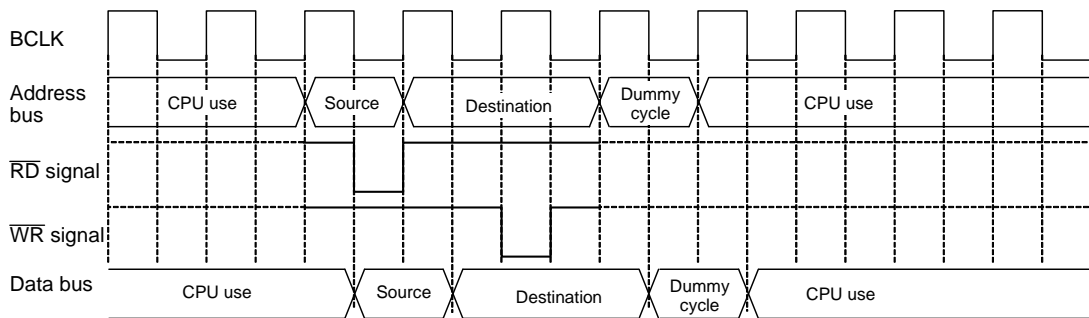 BCLK
Address
bus
CPU use
Source
Destination
Dummy
cycle
CPU use
RD signal
WR signal
Data bus
CPU use
Source
Destination
Dummy
cycle
CPU use